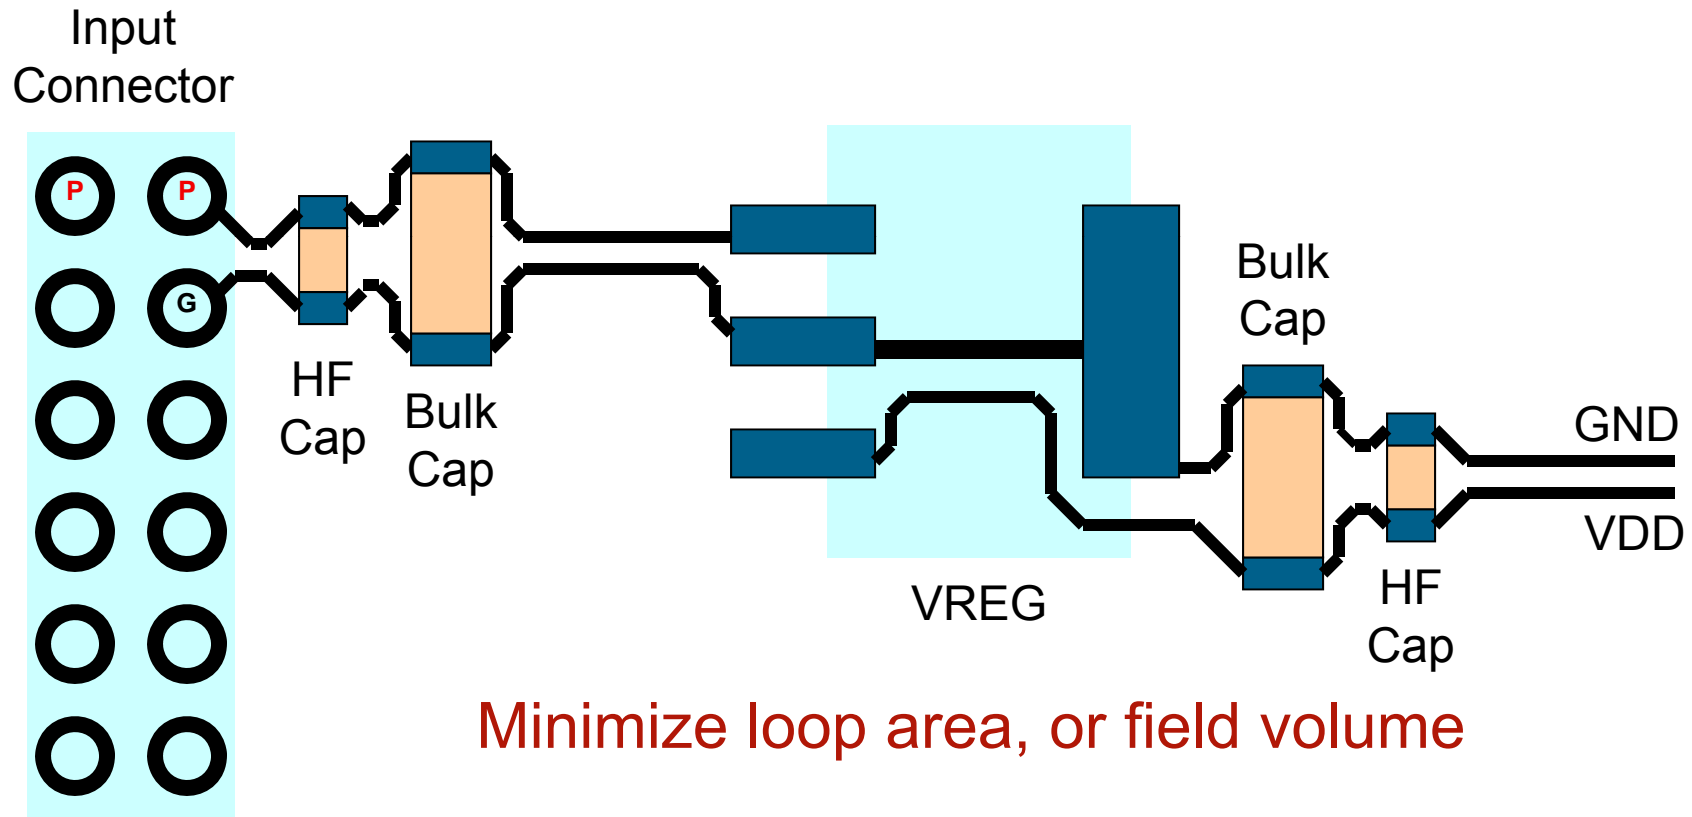 Input
Connector
P
P
G
HF
Cap
Bulk
Cap
VREG
Bulk
Cap
HF
Cap
GND
VDD
Minimize loop area, or field volume